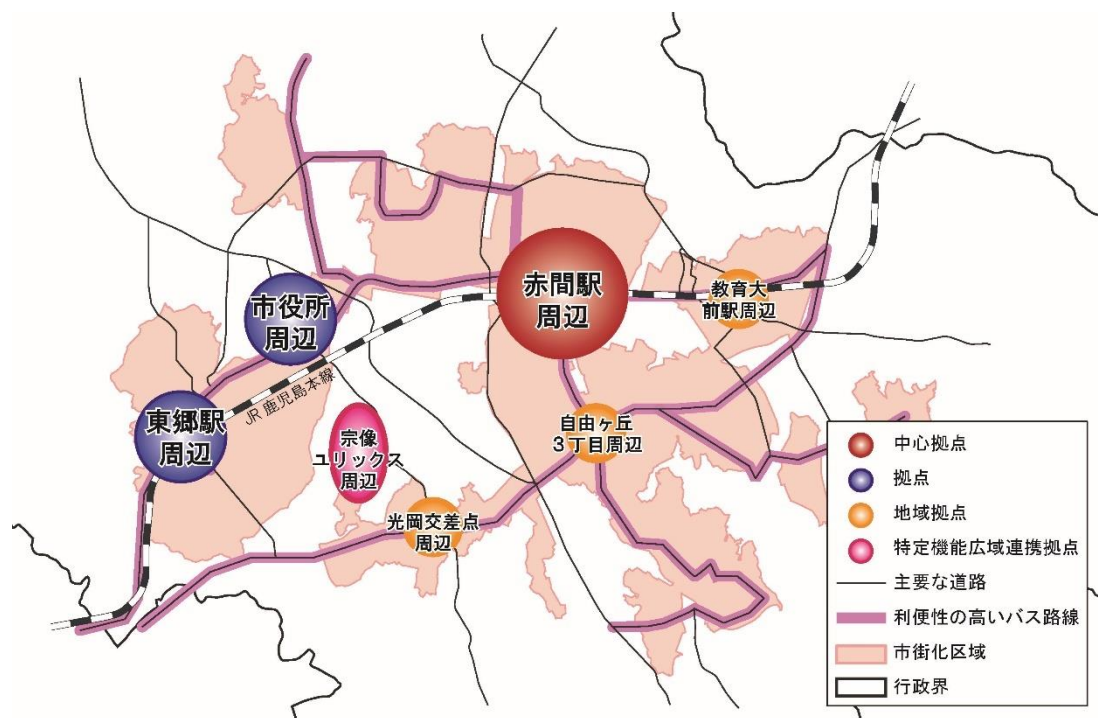 赤間駅
周辺
教育大
前駅周辺
市役所
周辺
JR鹿児島本線
東郷駅
周辺
宗像
ユリックス
周辺
自由ヶ丘
３丁目周辺
光岡交差点
周辺
中心拠点
拠点
地域拠点
特定機能広域連携拠点
主要な道路
利便性の高いバス路線
市街化区域
行政界